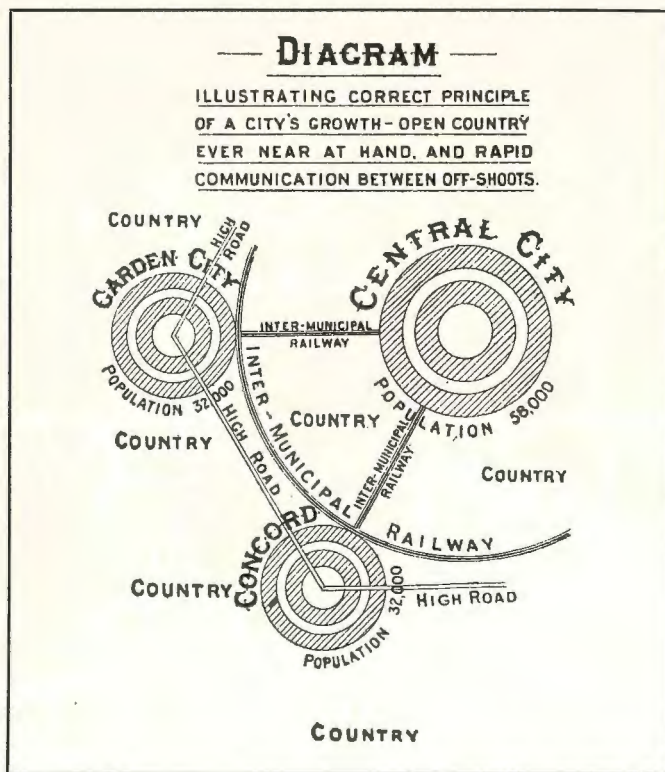 — DIAGRAM —
ILLUSTRATING CORRECT PRINCIPLE
OF A CITY'S GROWTH - OPEN COUNTRY
EVER NEAR AT HAND, AND RAPID
COMMUNICATION BETWEEN OFF-SHOOTS.
COUNTRY
HIGH
ROAD
GARDEN CITY
POPULATION 32,000
CENTRAL CITY
POPULATION 58,000
INTER-MUNICIPAL
RAILWAY
INTER-MUNICIPAL RAILWAY
COUNTRY
COUNTRY
HIGH ROAD
INTER-MUNICIPAL
RAILWAY
COUNTRY
CONCORD
POPULATION 32,000
COUNTRY
HIGH ROAD
COUNTRY